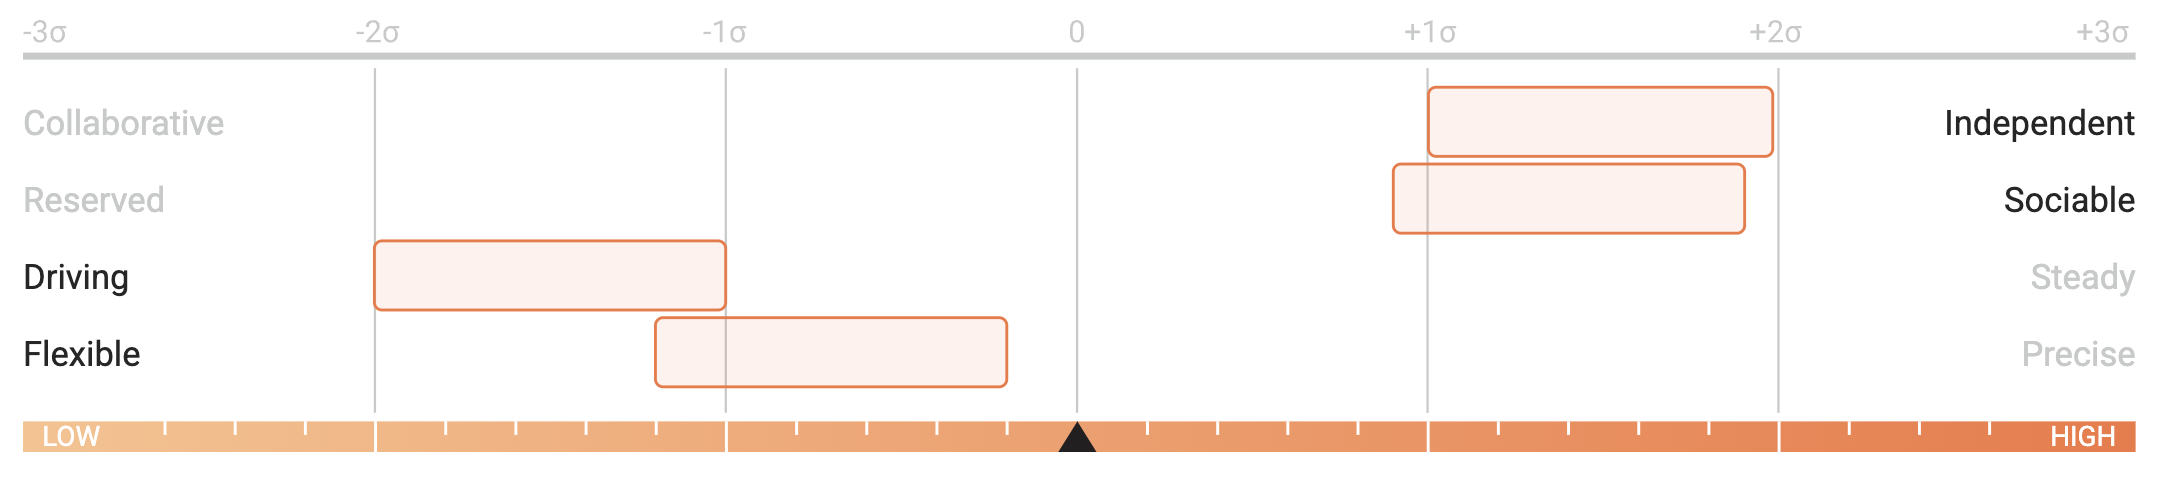 -3σ -2σ -1σ 0 +1σ +2σ +3σ
Collaborative Independent
Reserved Sociable
Driving Steady
Flexible Precise
LOW HIGH